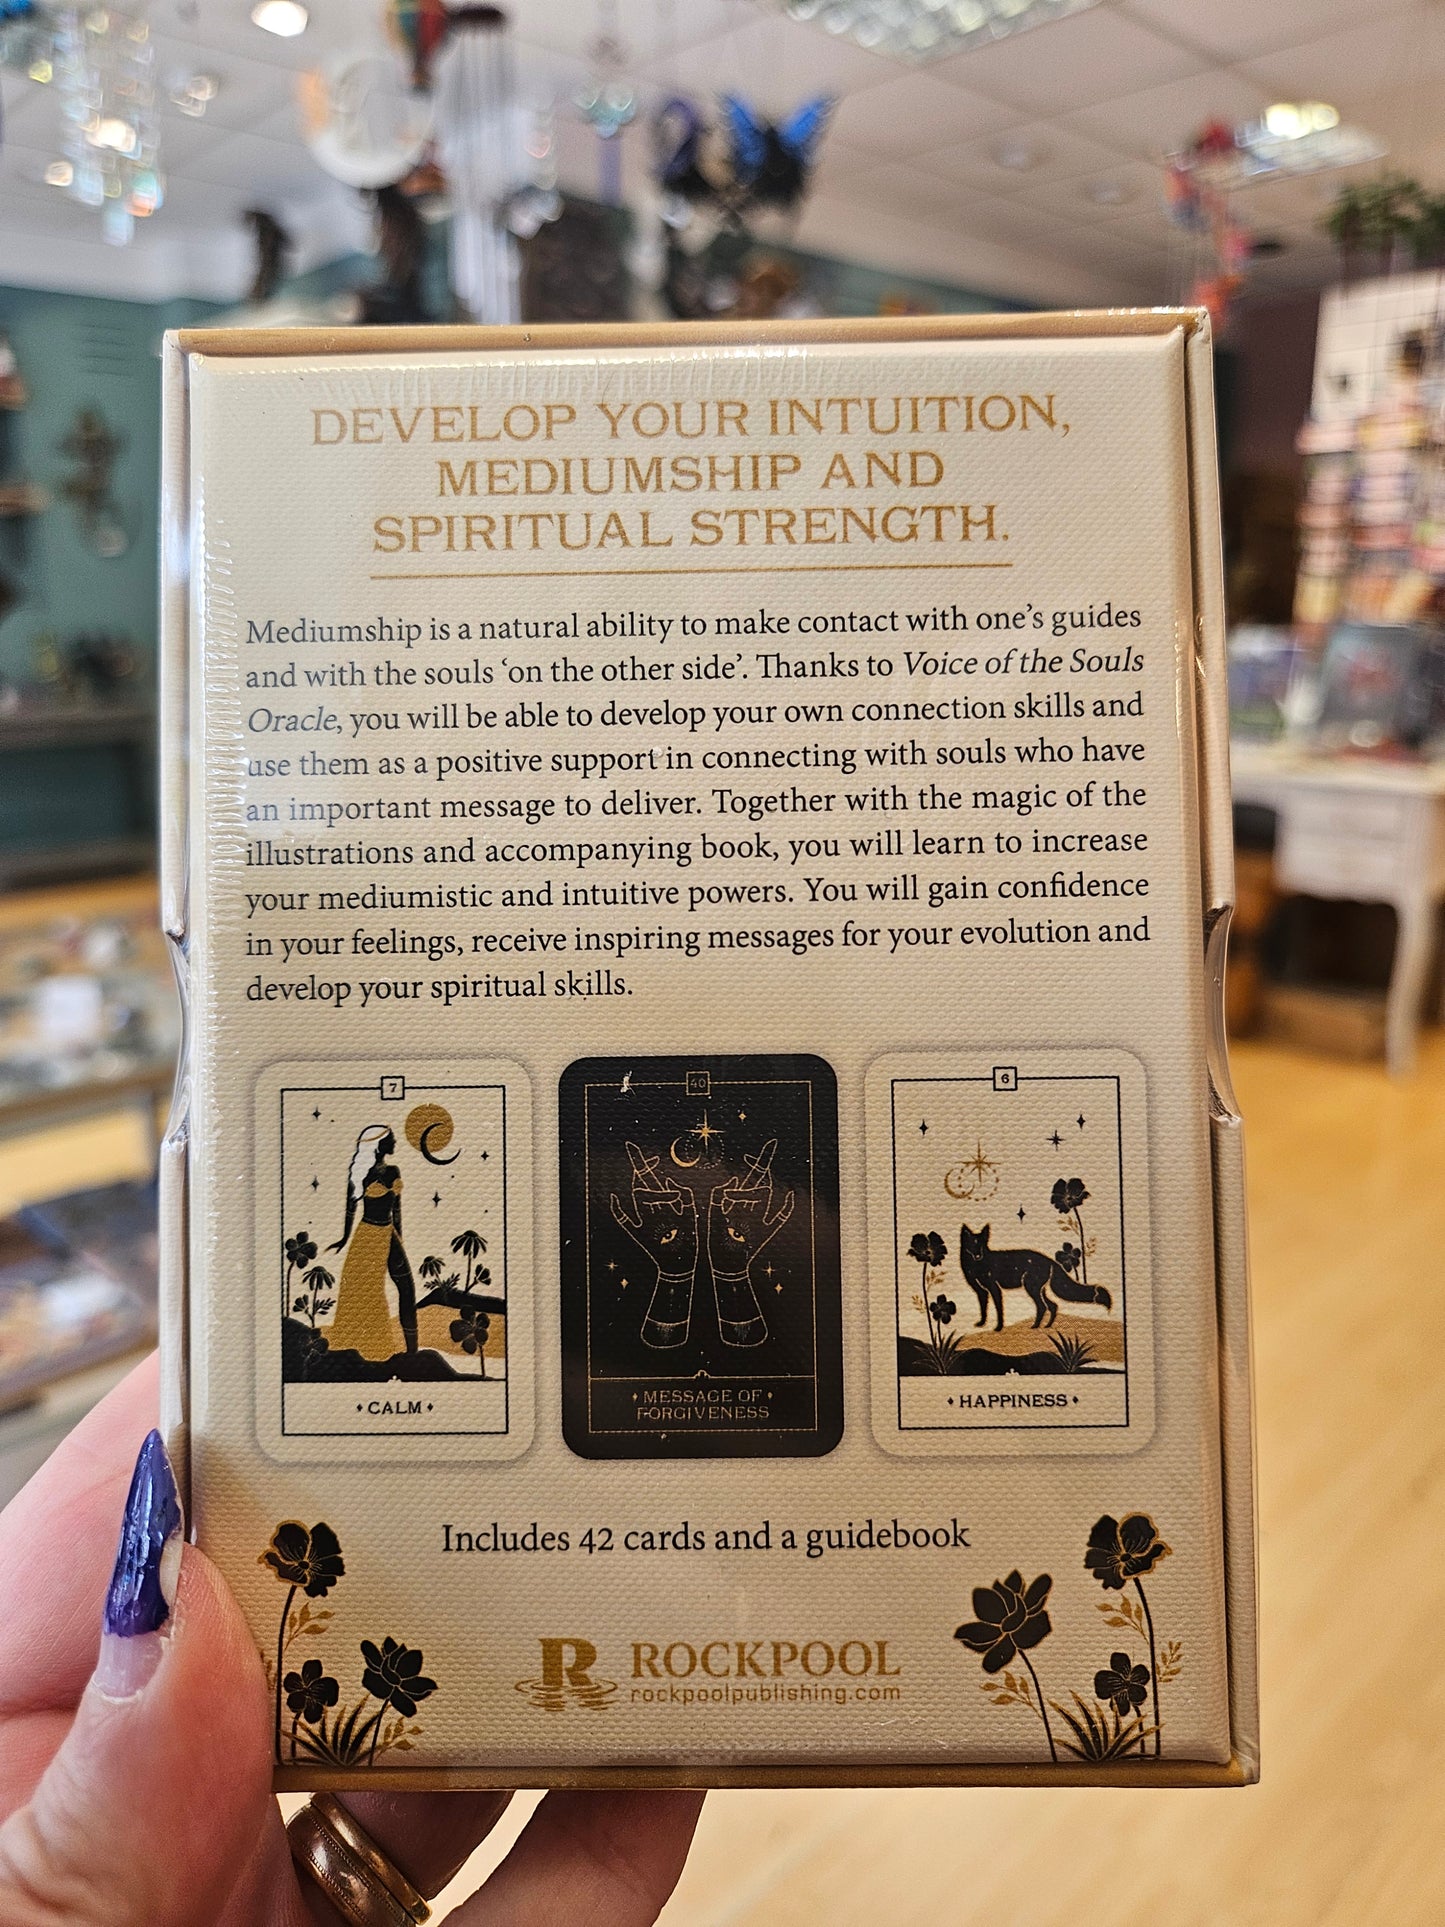 DEVELOP YOUR INTUITION,
MEDIUMSHIP AND
SPIRITUAL STRENGTH.
Mediumship is a natural ability to make contact with one’s guides
and with the souls ‘on the other side’. Thanks to Voice of the Souls
Oracle, you will be able to develop your own connection skills and
use them as a positive support in connecting with souls who have
an important message to deliver. Together with the magic of the
illustrations and accompanying book, you will learn to increase
your mediumistic and intuitive powers. You will gain confidence
in your feelings, receive inspiring messages for your evolution and
develop your spiritual skills.
7
CALM
40
MESSAGE OF
FORGIVENESS
6
HAPPINESS
Includes 42 cards and a guidebook
R ROCKPOOL
rockpoolpublishing.com